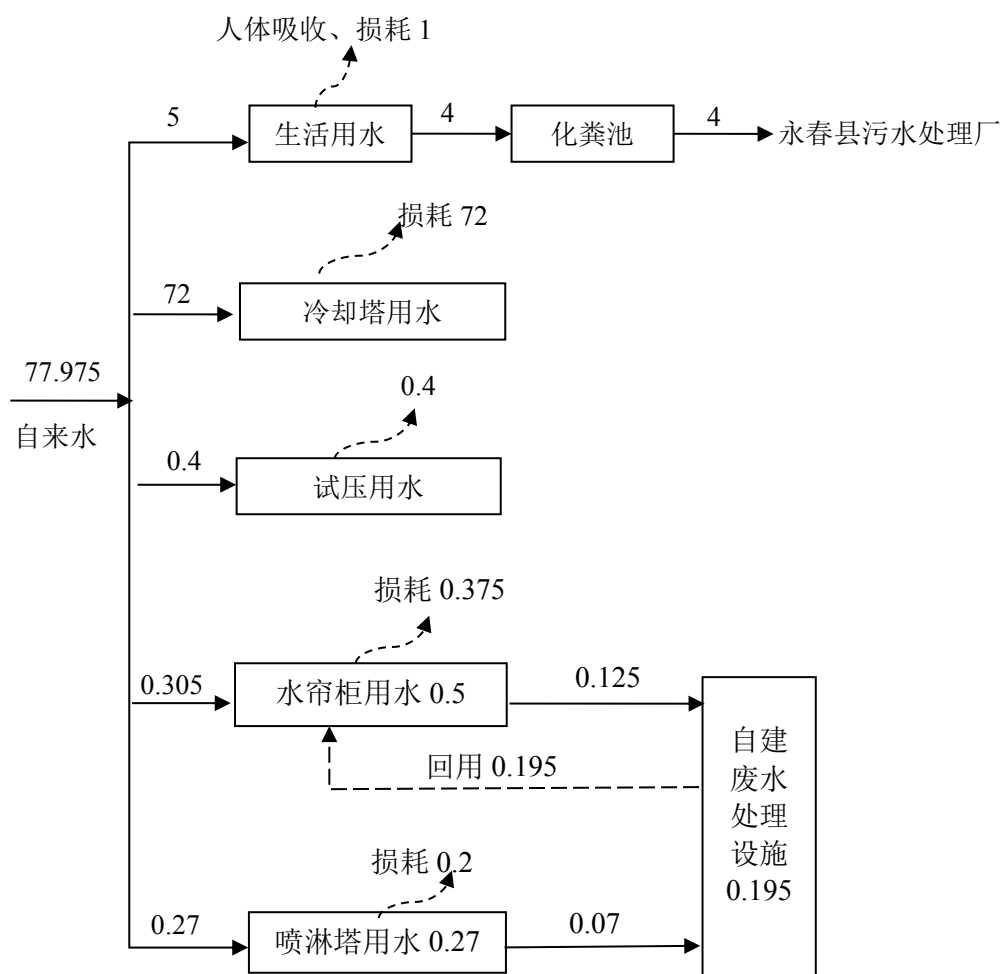 人体吸收、损耗 1
5
生活用水
4
化粪池
4
永春县污水处理厂
损耗 72
72
冷却塔用水
77.975
自来水
0.4
0.4
试压用水
损耗 0.375
0.305
水帘柜用水 0.5
0.125
回用 0.195
自建
废水
处理
设施
0.195
损耗 0.2
0.27
喷淋塔用水 0.27
0.07